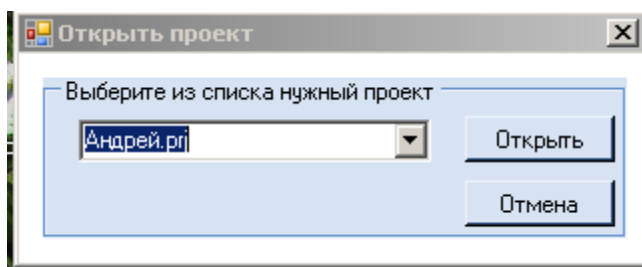 Открыть проект
Выберите из списка нужный проект
Андрей.prj
Открыть
Отмена